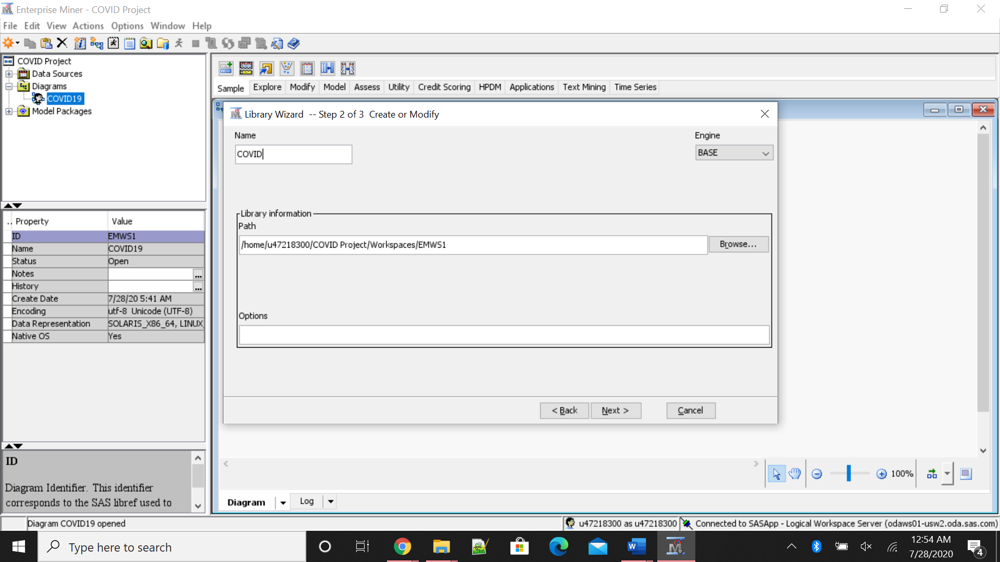 Enterprise Miner - COVID Project
File Edit View Actions Options Window Help
COVID Project
Data Sources
Diagrams
COVID19
Model Packages
Sample Explore Modify Model Assess Utility Credit Scoring HPDM Applications Text Mining Time Series
Library Wizard -- Step 2 of 3 Create or Modify
Name
Engine
COVID
BASE
Library information
Path
/home/u47218300/COVID Project/Workspaces/EMWS1
Browse...
Options
< Back
Next >
Cancel
.. Property Value
ID EMWS1
Name COVID19
Status Open
Notes ...
History ...
Create Date 7/28/20 5:41 AM
Encoding utf-8 Unicode (UTF-8)
Data Representation SOLARIS_X86_64, LINUX_
Native OS Yes
ID
Diagram Identifier. This identifier
corresponds to the SAS libref used to
100%
Diagram
Log
Diagram COVID19 opened
u47218300 as u47218300
Connected to SASApp - Logical Workspace Server (odaws01-usw2.oda.sas.com)
Type here to search
W
12:54 AM
7/28/2020
4